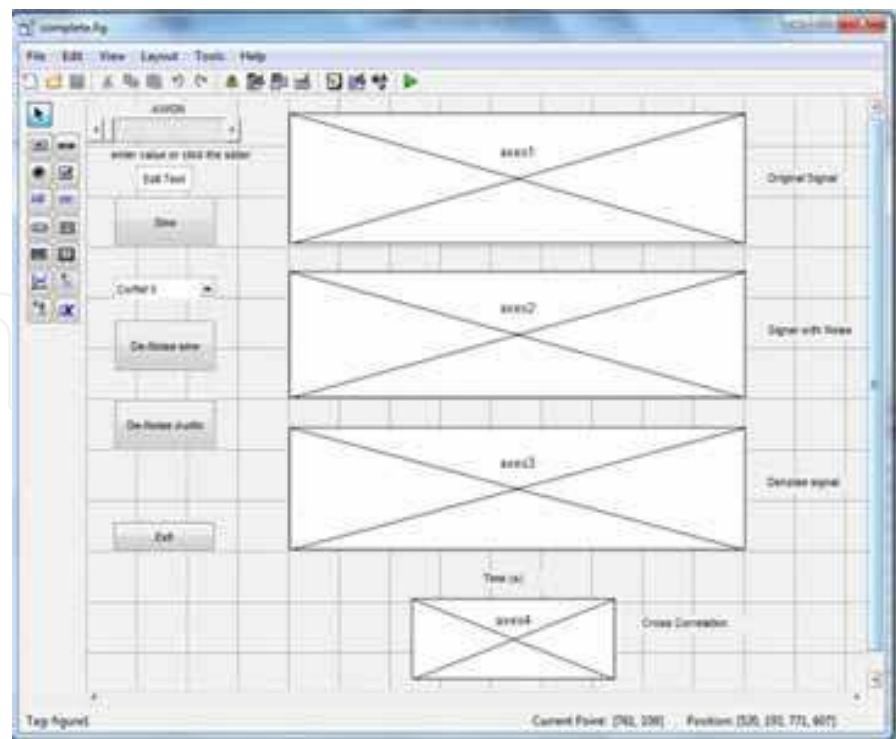 complete.fig
File Edit View Layout Tools Help
AWGN
enter value or click the slider
Edit Text
Sine
Coiflet 5
De-Noise sine
De-Noise Audio
Exit
axes1
Original Signal
axes2
Signal with Noise
axes3
Denoise signal
Time (s)
axes4
Cross Correlation
Tag: figure1
Current Point: [762, 108] Position: [520, 193, 771, 607]